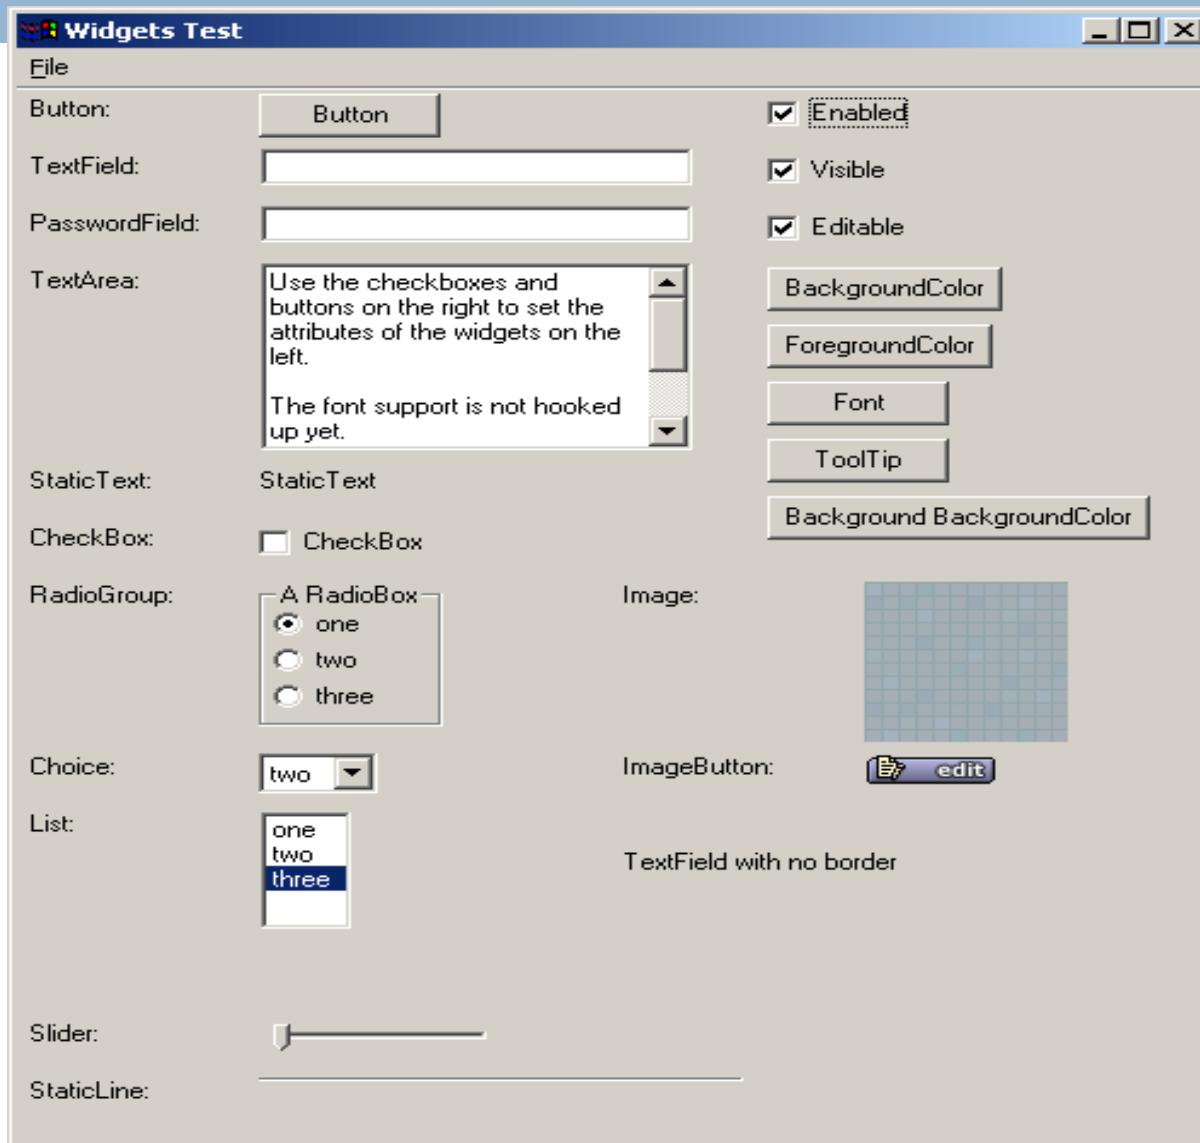 Widgets Test
File
Button:
Button
Enabled
TextField:
Visible
PasswordField:
Editable
TextArea:
Use the checkboxes and
buttons on the right to set the
attributes of the widgets on the
left.
The font support is not hooked
up yet.
BackgroundColor
ForegroundColor
Font
ToolTip
Background BackgroundColor
StaticText:
StaticText
CheckBox:
CheckBox
RadioGroup:
A RadioBox
one
two
three
Image:
Choice:
two
ImageButton:
edit
List:
one
two
three
TextField with no border
Slider:
StaticLine: